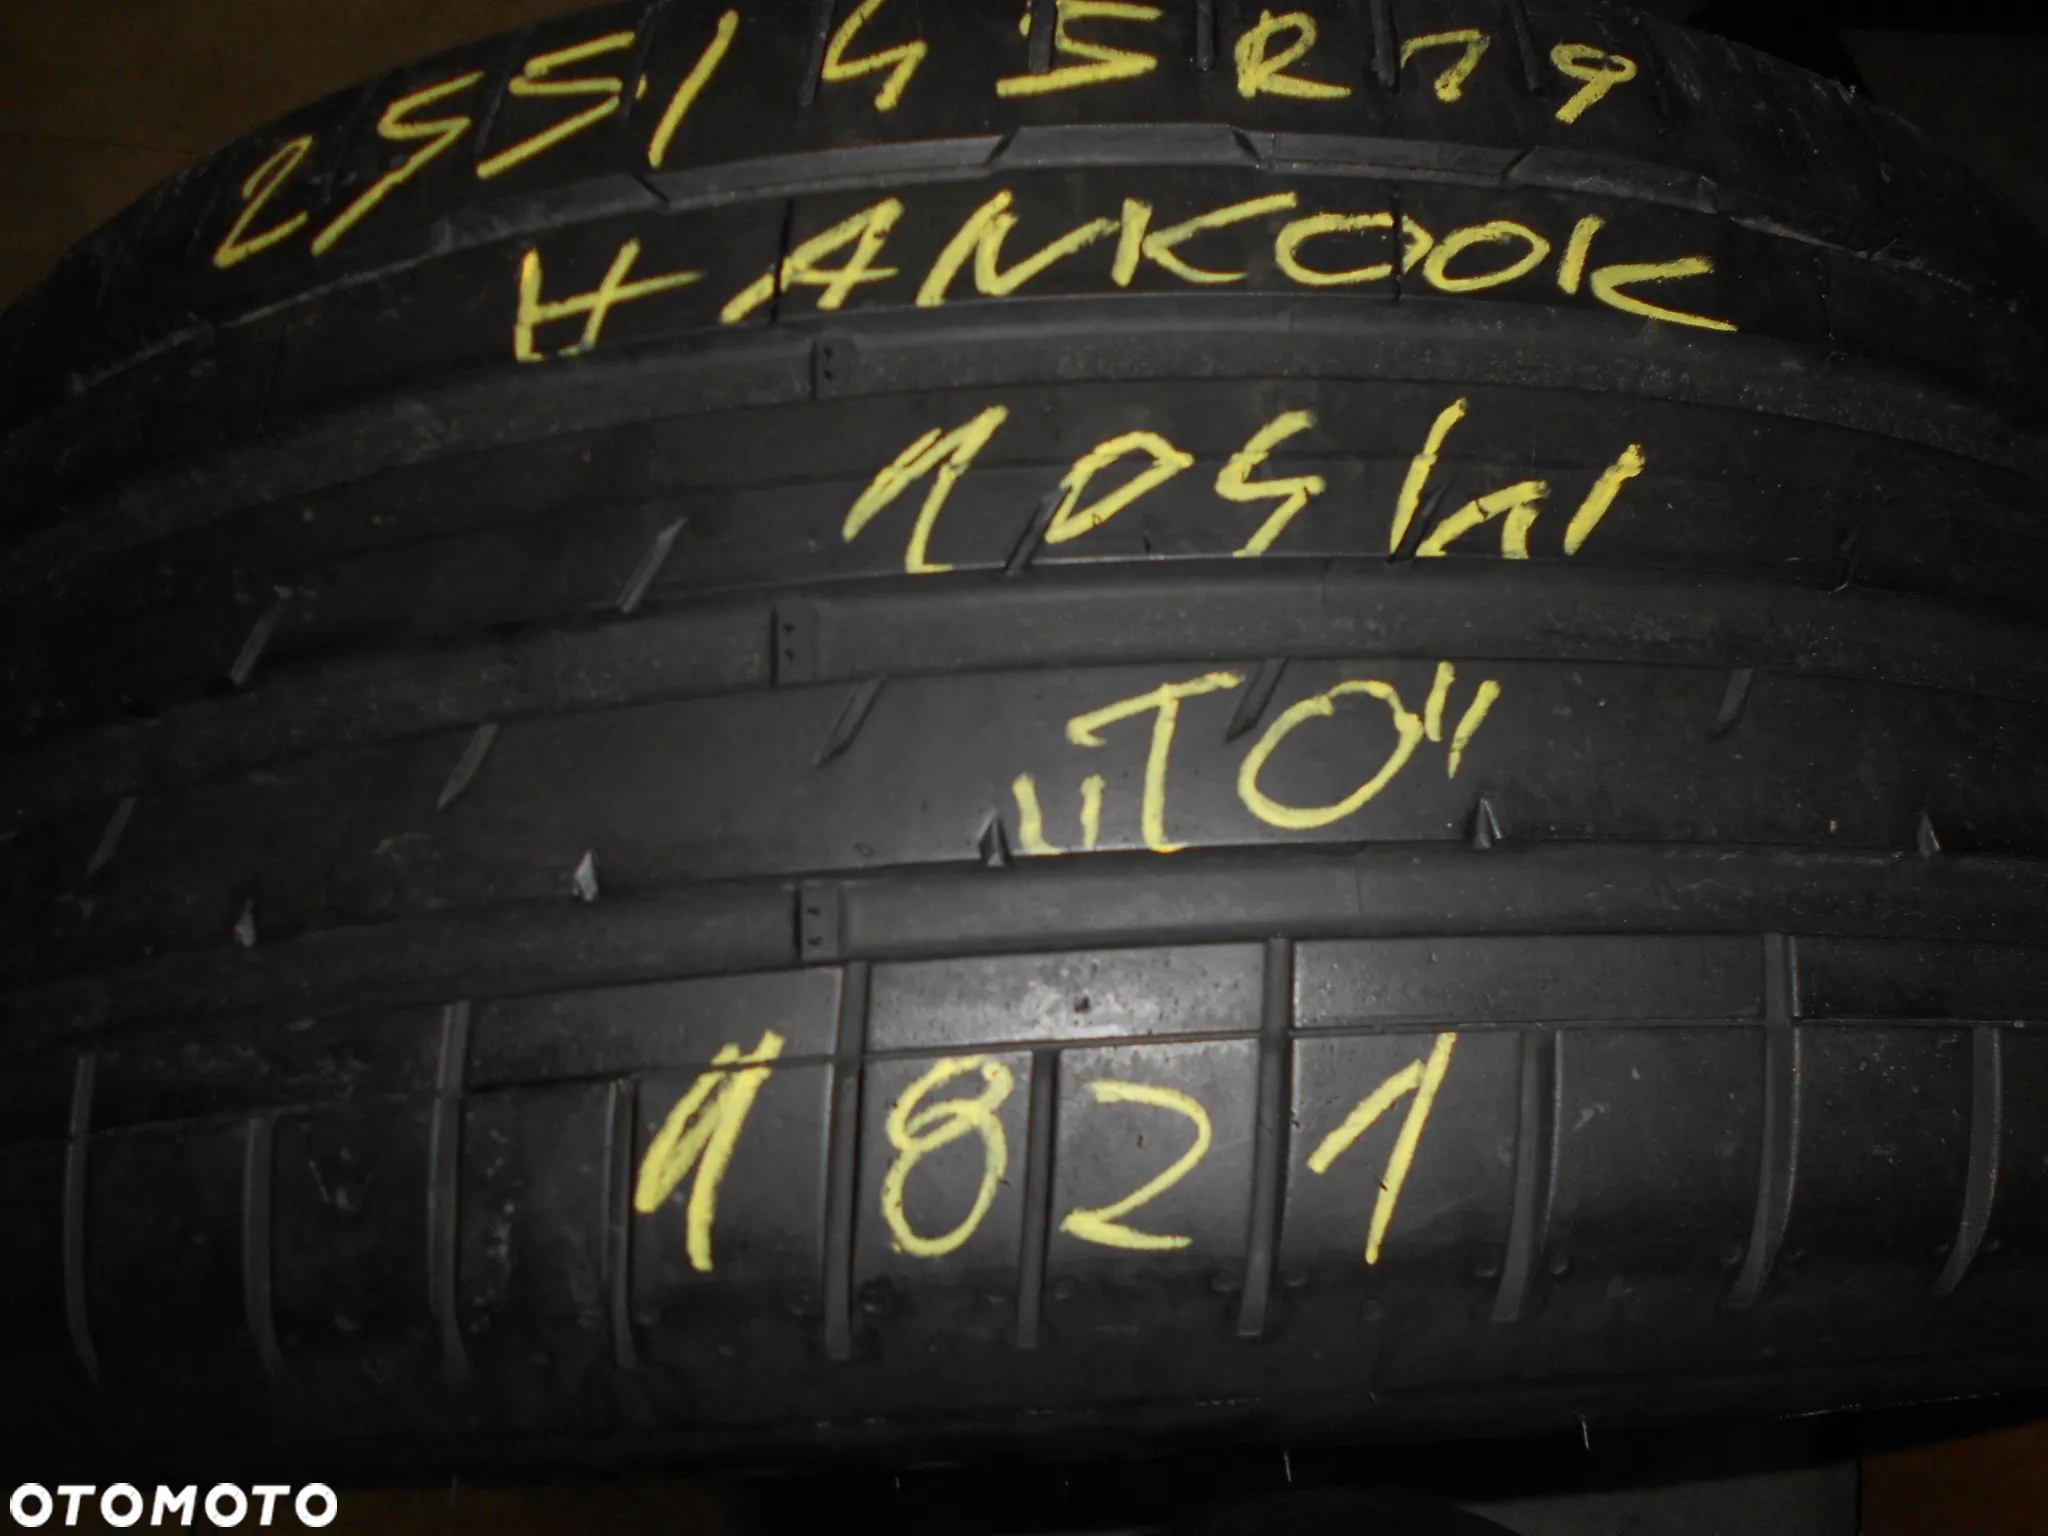 255/45R19
HANKOOK
104W
"TO"
1821
OTOMOTO